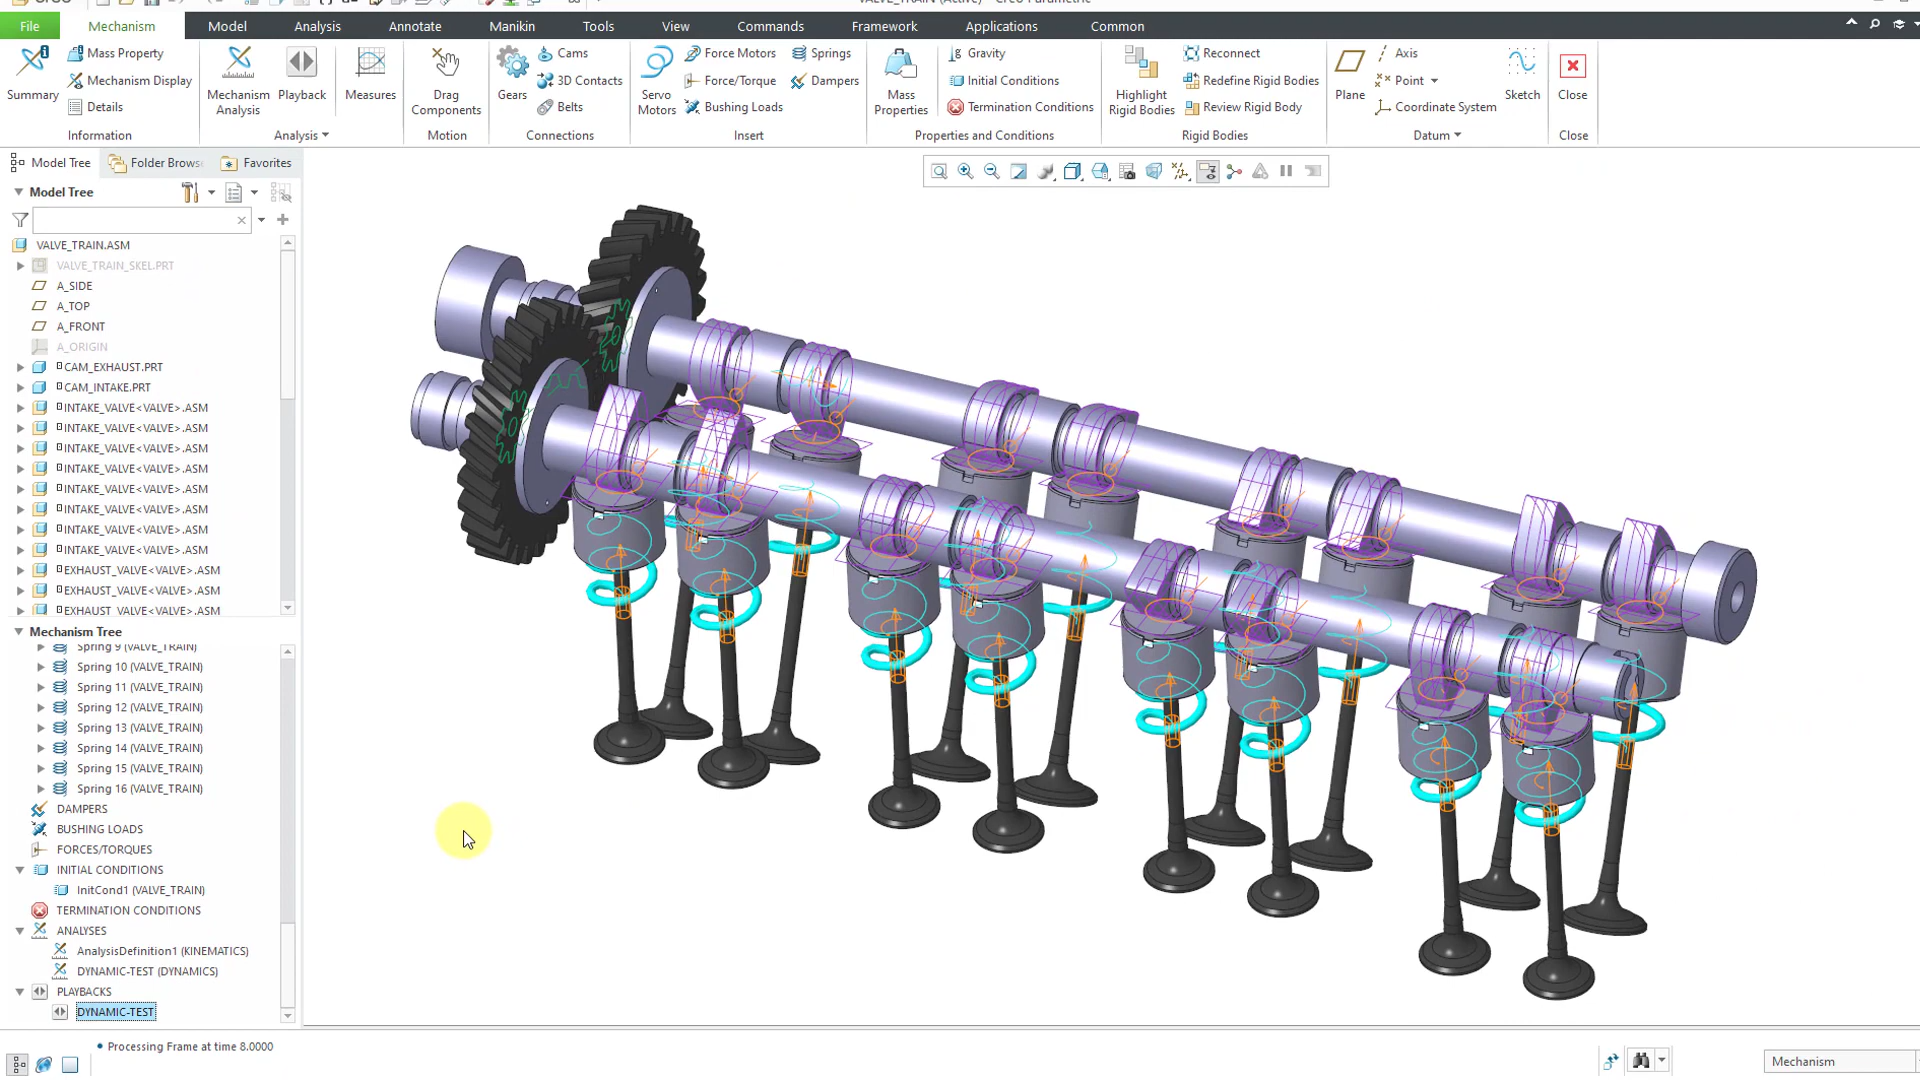 VALVE_TRAIN (Active) - Creo Parametric
File
Mechanism
Model
Analysis
Annotate
Manikin
Tools
View
Commands
Framework
Applications
Common
Summary
Mass Property
Mechanism Display
Details
Information
Mechanism
Analysis
Playback
Measures
Analysis
Drag
Components
Motion
Gears
Cams
3D Contacts
Belts
Connections
Servo
Motors
Force Motors
Force/Torque
Bushing Loads
Springs
Dampers
Insert
Mass
Properties
Gravity
Initial Conditions
Termination Conditions
Properties and Conditions
Highlight
Rigid Bodies
Reconnect
Redefine Rigid Bodies
Review Rigid Body
Rigid Bodies
Plane
Axis
Point
Coordinate System
Sketch
Datum
Close
Close
Model Tree
Folder Brows
Favorites
Model Tree
VALVE_TRAIN.ASM
VALVE_TRAIN_SKEL.PRT
A_SIDE
A_TOP
A_FRONT
A_ORIGIN
CAM_EXHAUST.PRT
CAM_INTAKE.PRT
INTAKE_VALVE<VALVE>.ASM
INTAKE_VALVE<VALVE>.ASM
INTAKE_VALVE<VALVE>.ASM
INTAKE_VALVE<VALVE>.ASM
INTAKE_VALVE<VALVE>.ASM
INTAKE_VALVE<VALVE>.ASM
INTAKE_VALVE<VALVE>.ASM
INTAKE_VALVE<VALVE>.ASM
EXHAUST_VALVE<VALVE>.ASM
EXHAUST_VALVE<VALVE>.ASM
EXHAUST_VALVE<VALVE>.ASM
Mechanism Tree
Spring 9 (VALVE_TRAIN)
Spring 10 (VALVE_TRAIN)
Spring 11 (VALVE_TRAIN)
Spring 12 (VALVE_TRAIN)
Spring 13 (VALVE_TRAIN)
Spring 14 (VALVE_TRAIN)
Spring 15 (VALVE_TRAIN)
Spring 16 (VALVE_TRAIN)
DAMPERS
BUSHING LOADS
FORCES/TORQUES
INITIAL CONDITIONS
InitCond1 (VALVE_TRAIN)
TERMINATION CONDITIONS
ANALYSES
AnalysisDefinition1 (KINEMATICS)
DYNAMIC-TEST (DYNAMICS)
PLAYBACKS
DYNAMIC-TEST
• Processing Frame at time 8.0000
Mechanism